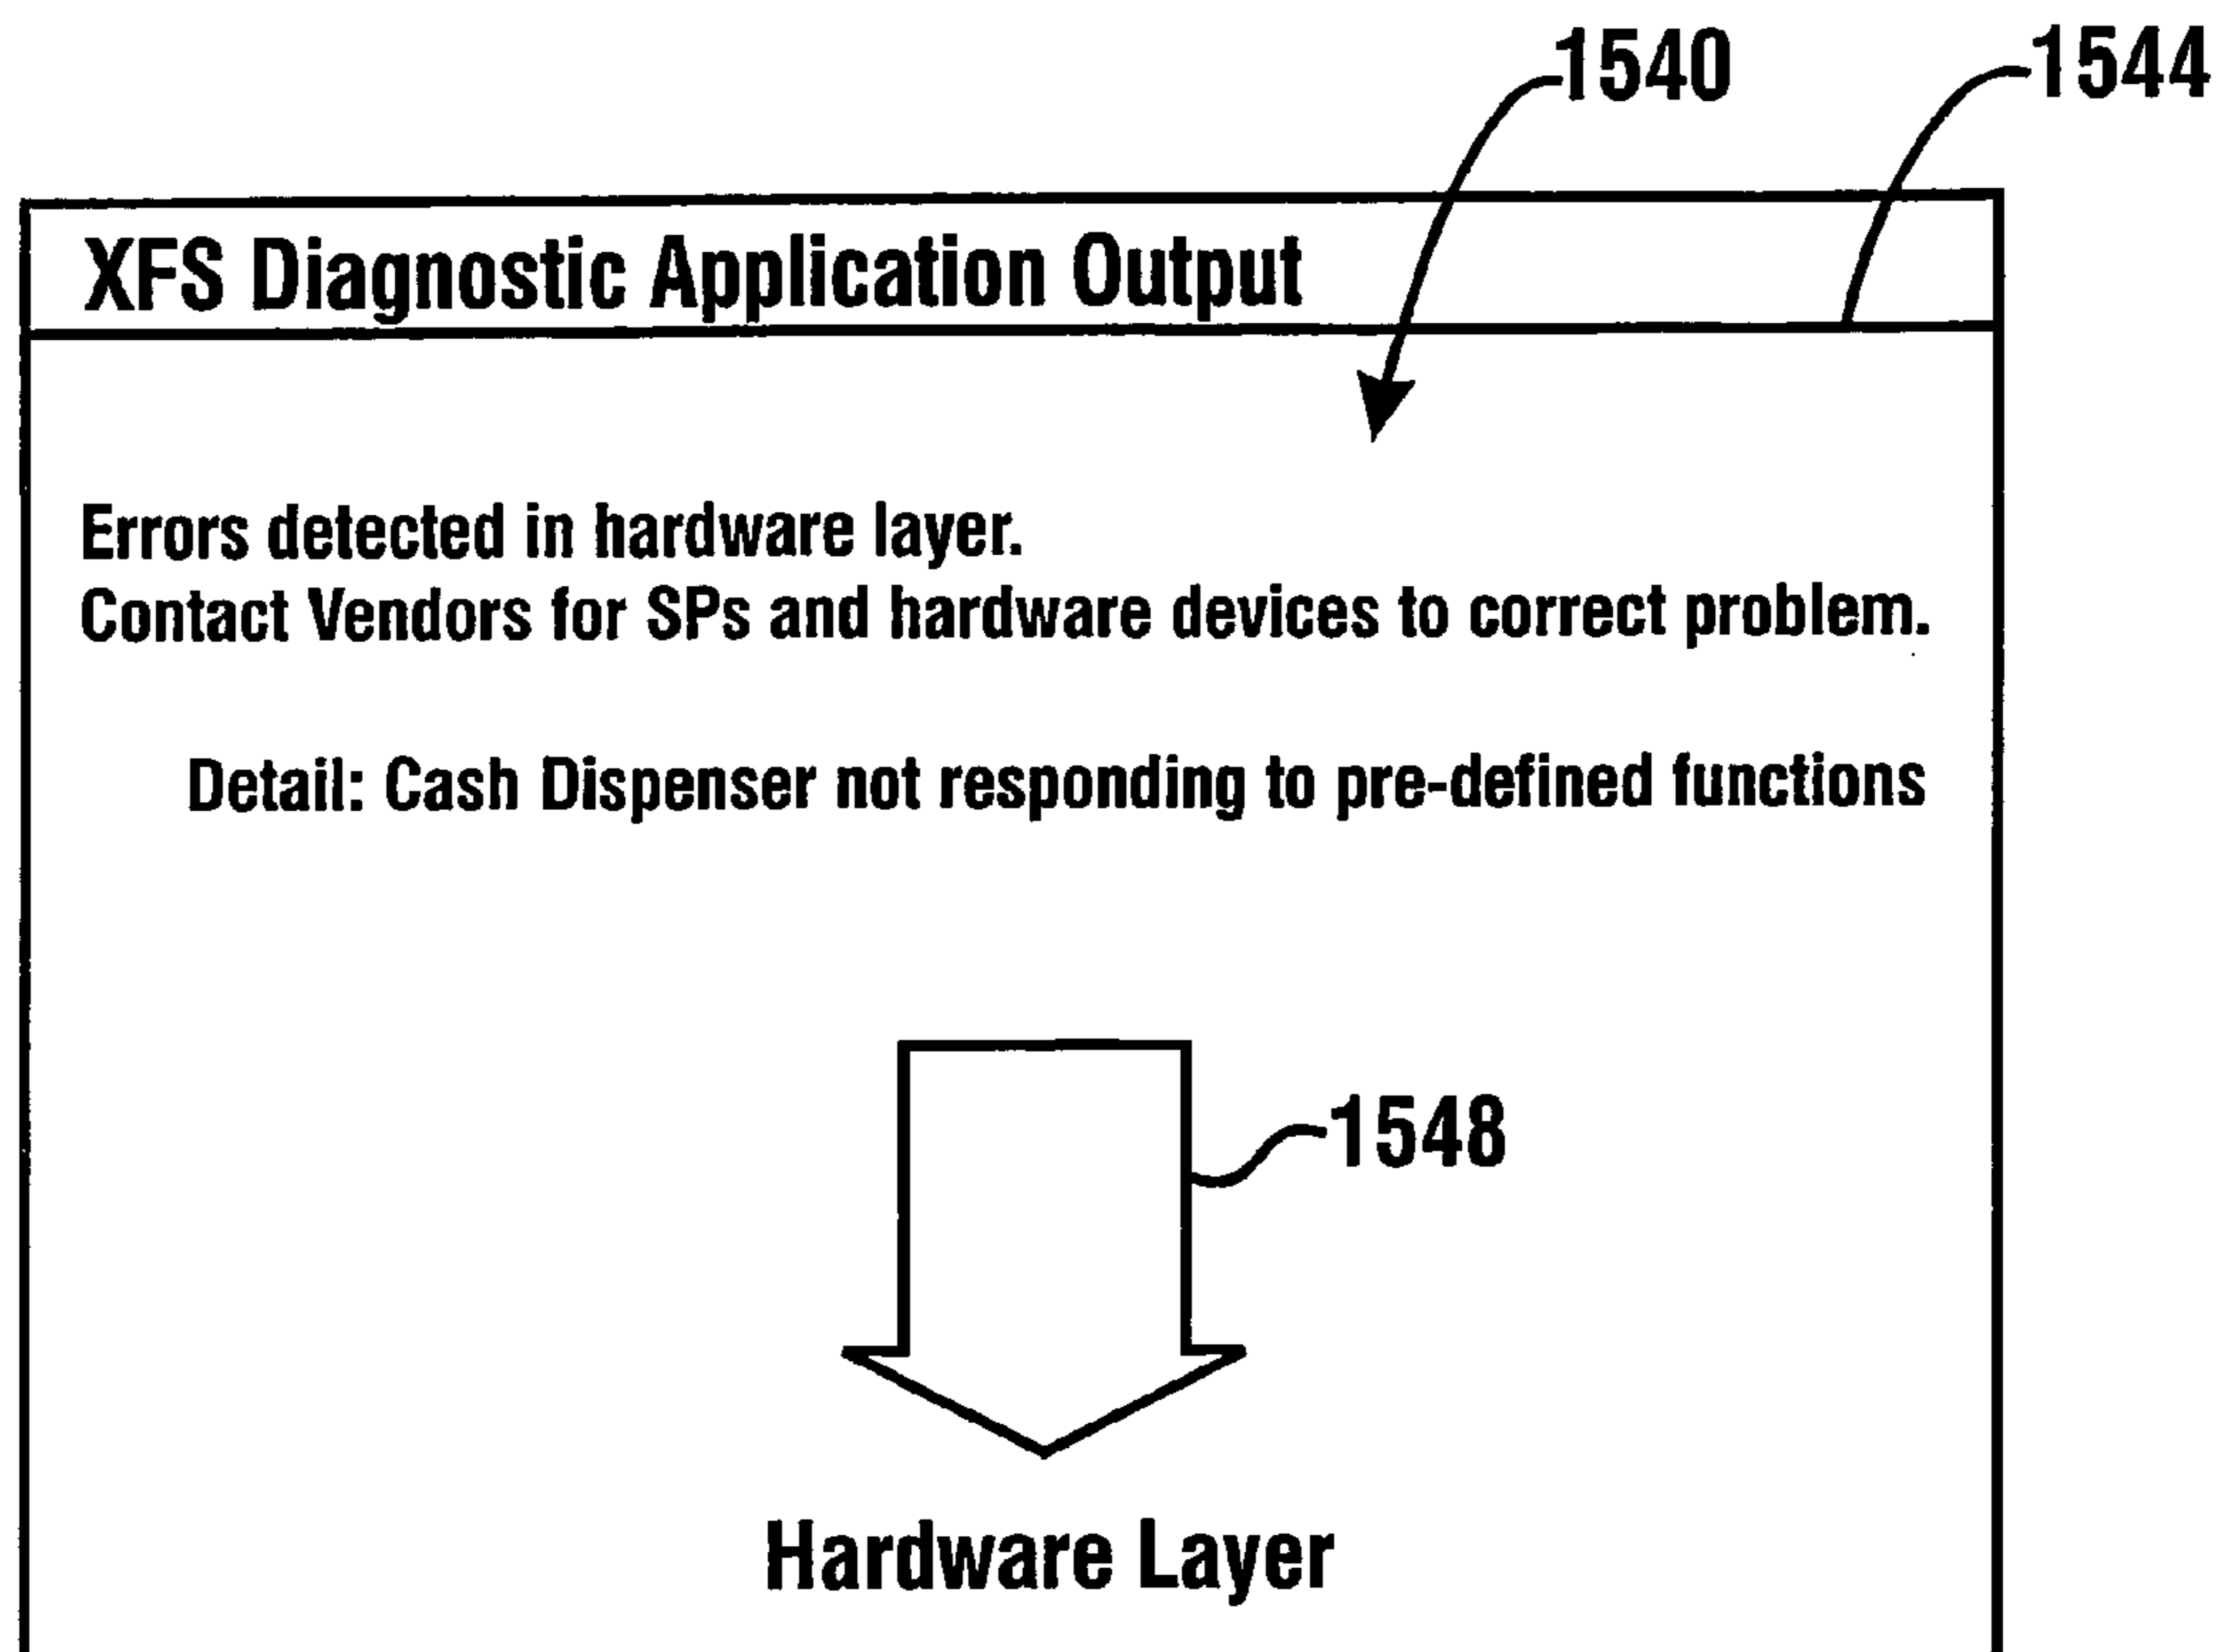 1540
1544
XFS Diagnostic Application Output
Errors detected in hardware layer.
Contact Vendors for SPs and hardware devices to correct problem.
Detail: Cash Dispenser not responding to pre-defined functions
1548
Hardware Layer